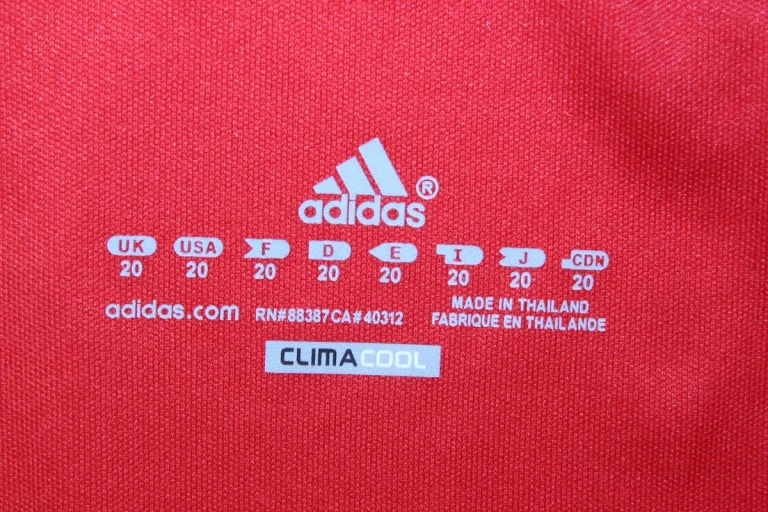 adidas®
UK USA F D E I J CDN
20 20 20 20 20 20 20 20
adidas.com RN#88387CA#40312 MADE IN THAILAND
FABRIQUE EN THAILANDE
CLIMACOOL